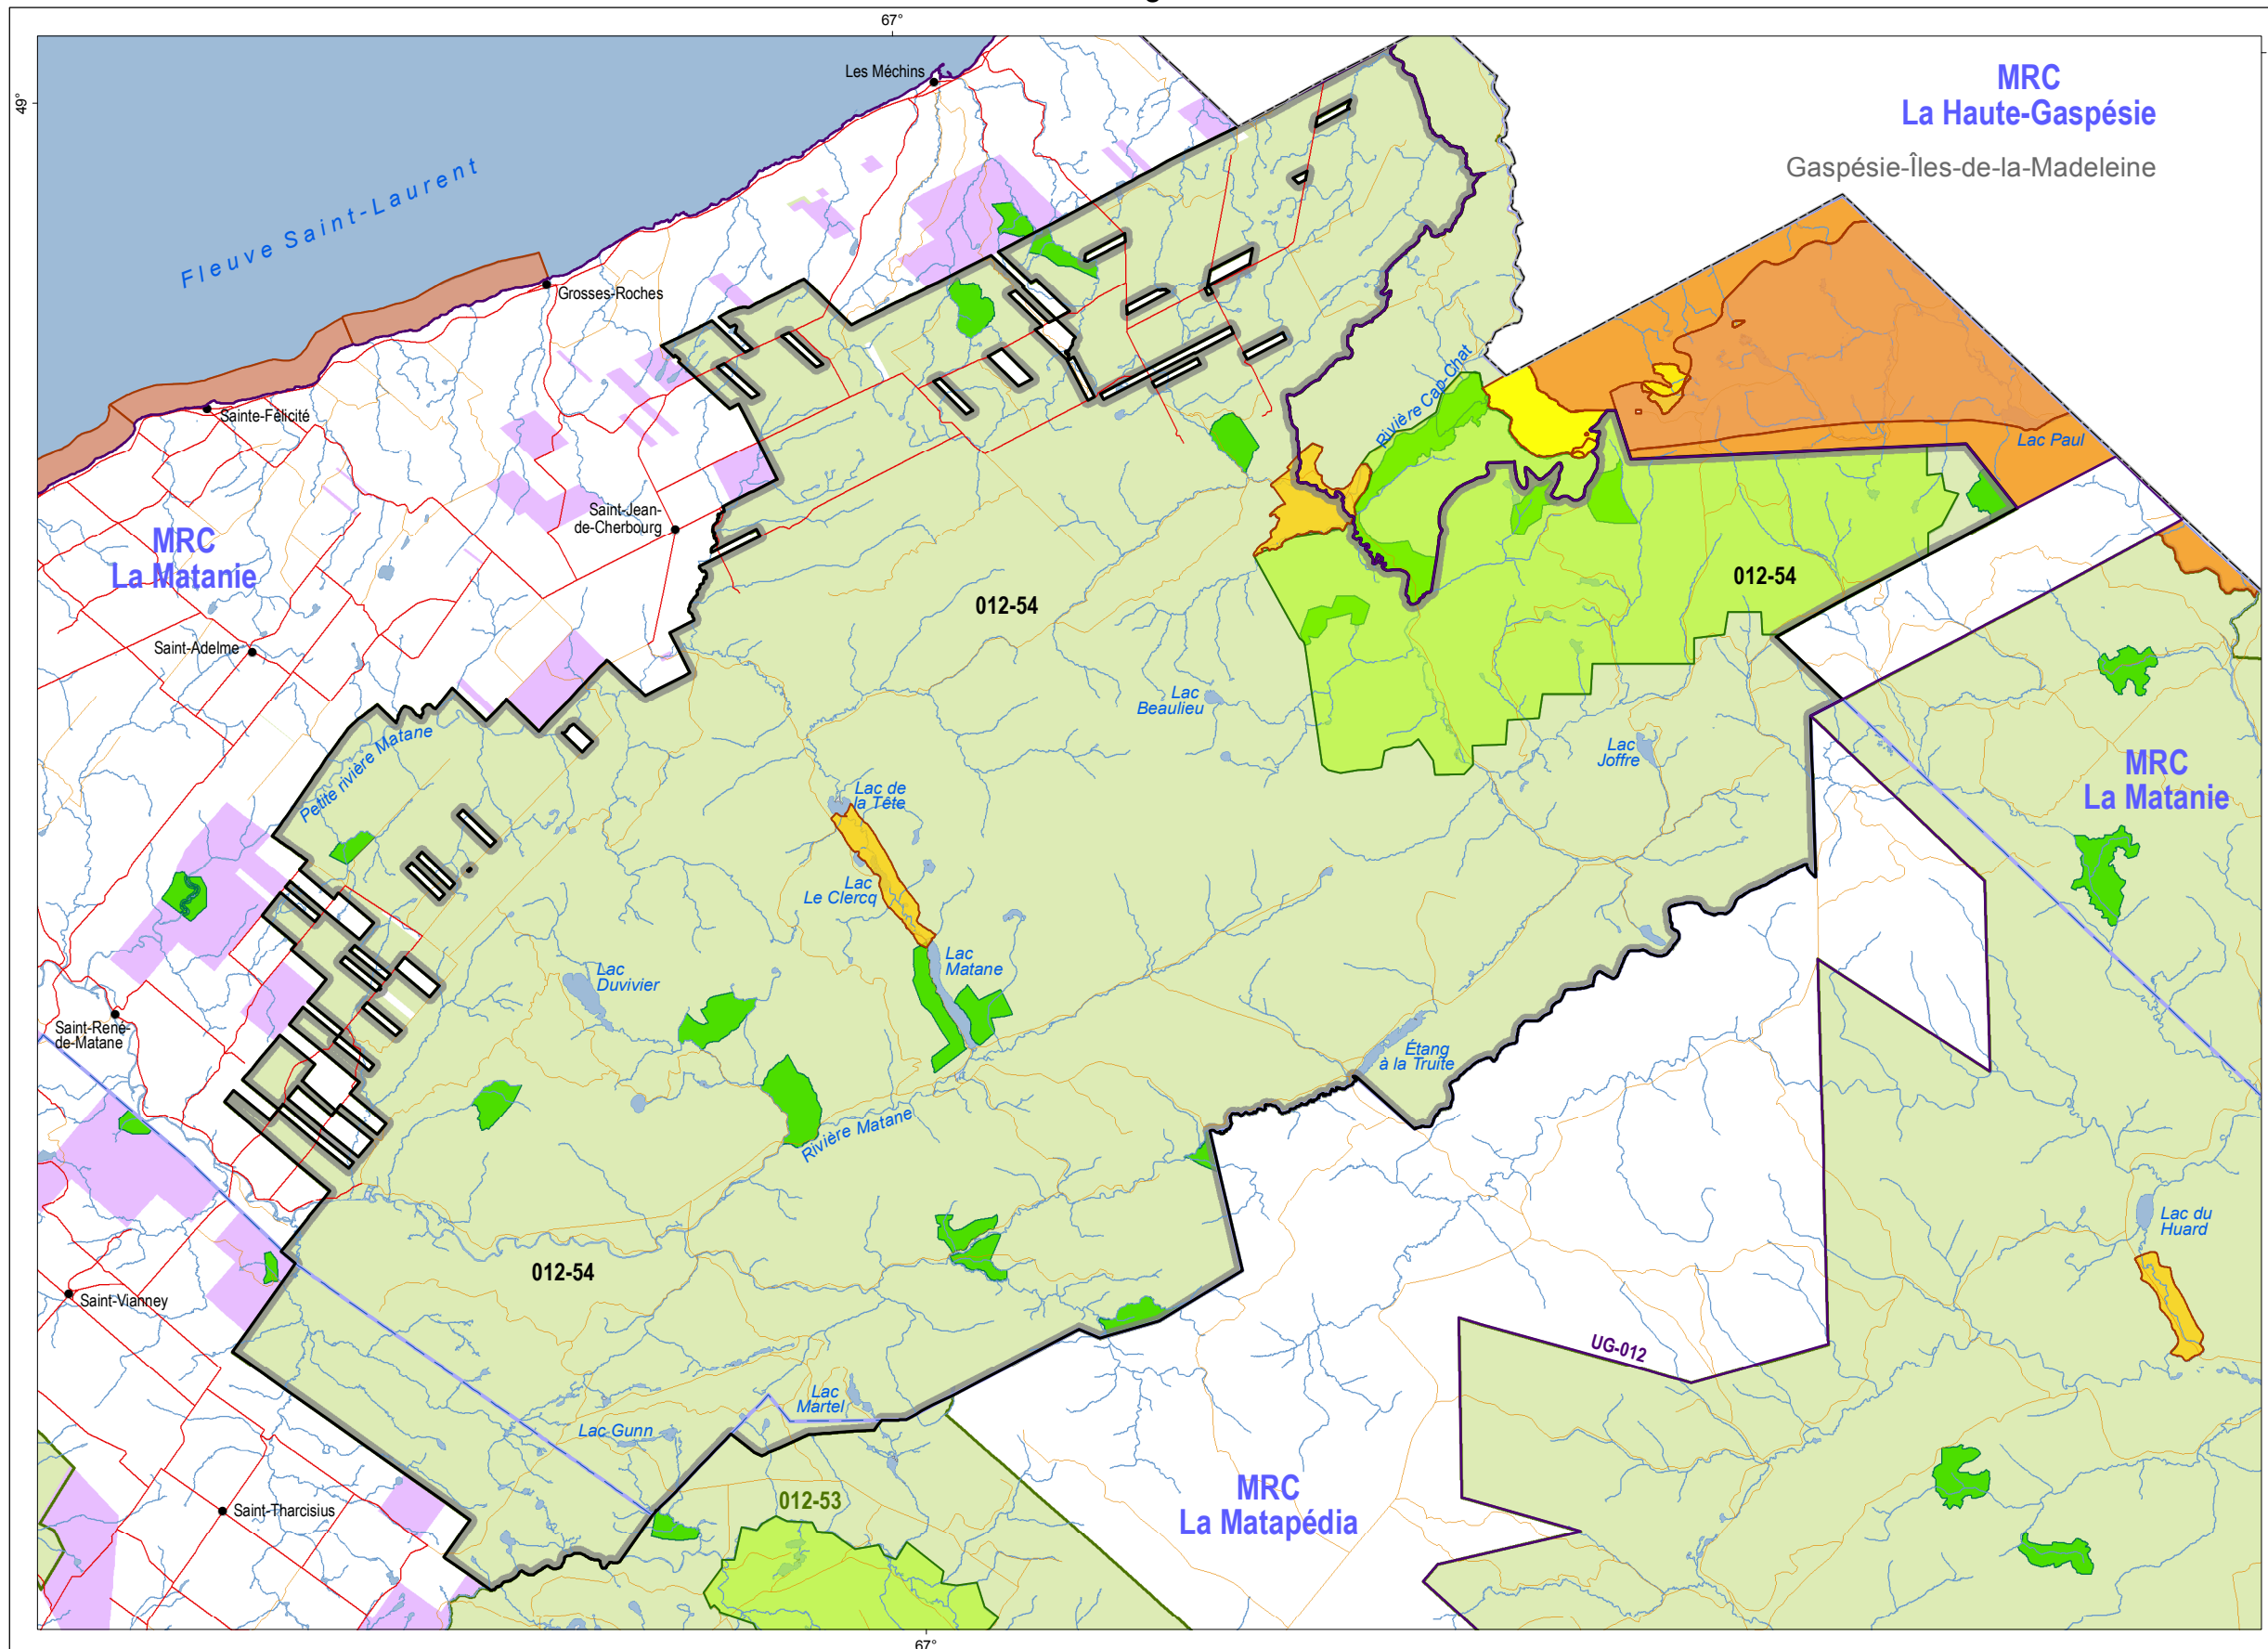 67°
49°
Les Méchins
MRC
La Haute-Gaspésie
Gaspésie-Îles-de-la-Madeleine
Fleuve Saint-Laurent
Grosses-Roches
Sainte-Félicité
Rivière Cap-Chat
Lac Paul
Saint-Jean-
de-Cherbourg
MRC
La Matanie
012-54
012-54
Saint-Adelme
Lac
Beaulieu
Petite rivière Matane
Lac
Joffre
MRC
La Matanie
Lac de
la Tête
Lac
Le Clercq
Lac
Matane
Lac
Duvivier
Saint-René-
de-Matane
Étang
à la Truite
Rivière Matane
Lac du
Huard
012-54
Saint-Vianney
UG-012
Lac
Martel
Lac Gunn
012-53
MRC
La Matapédia
Saint-Tharcisius
67°